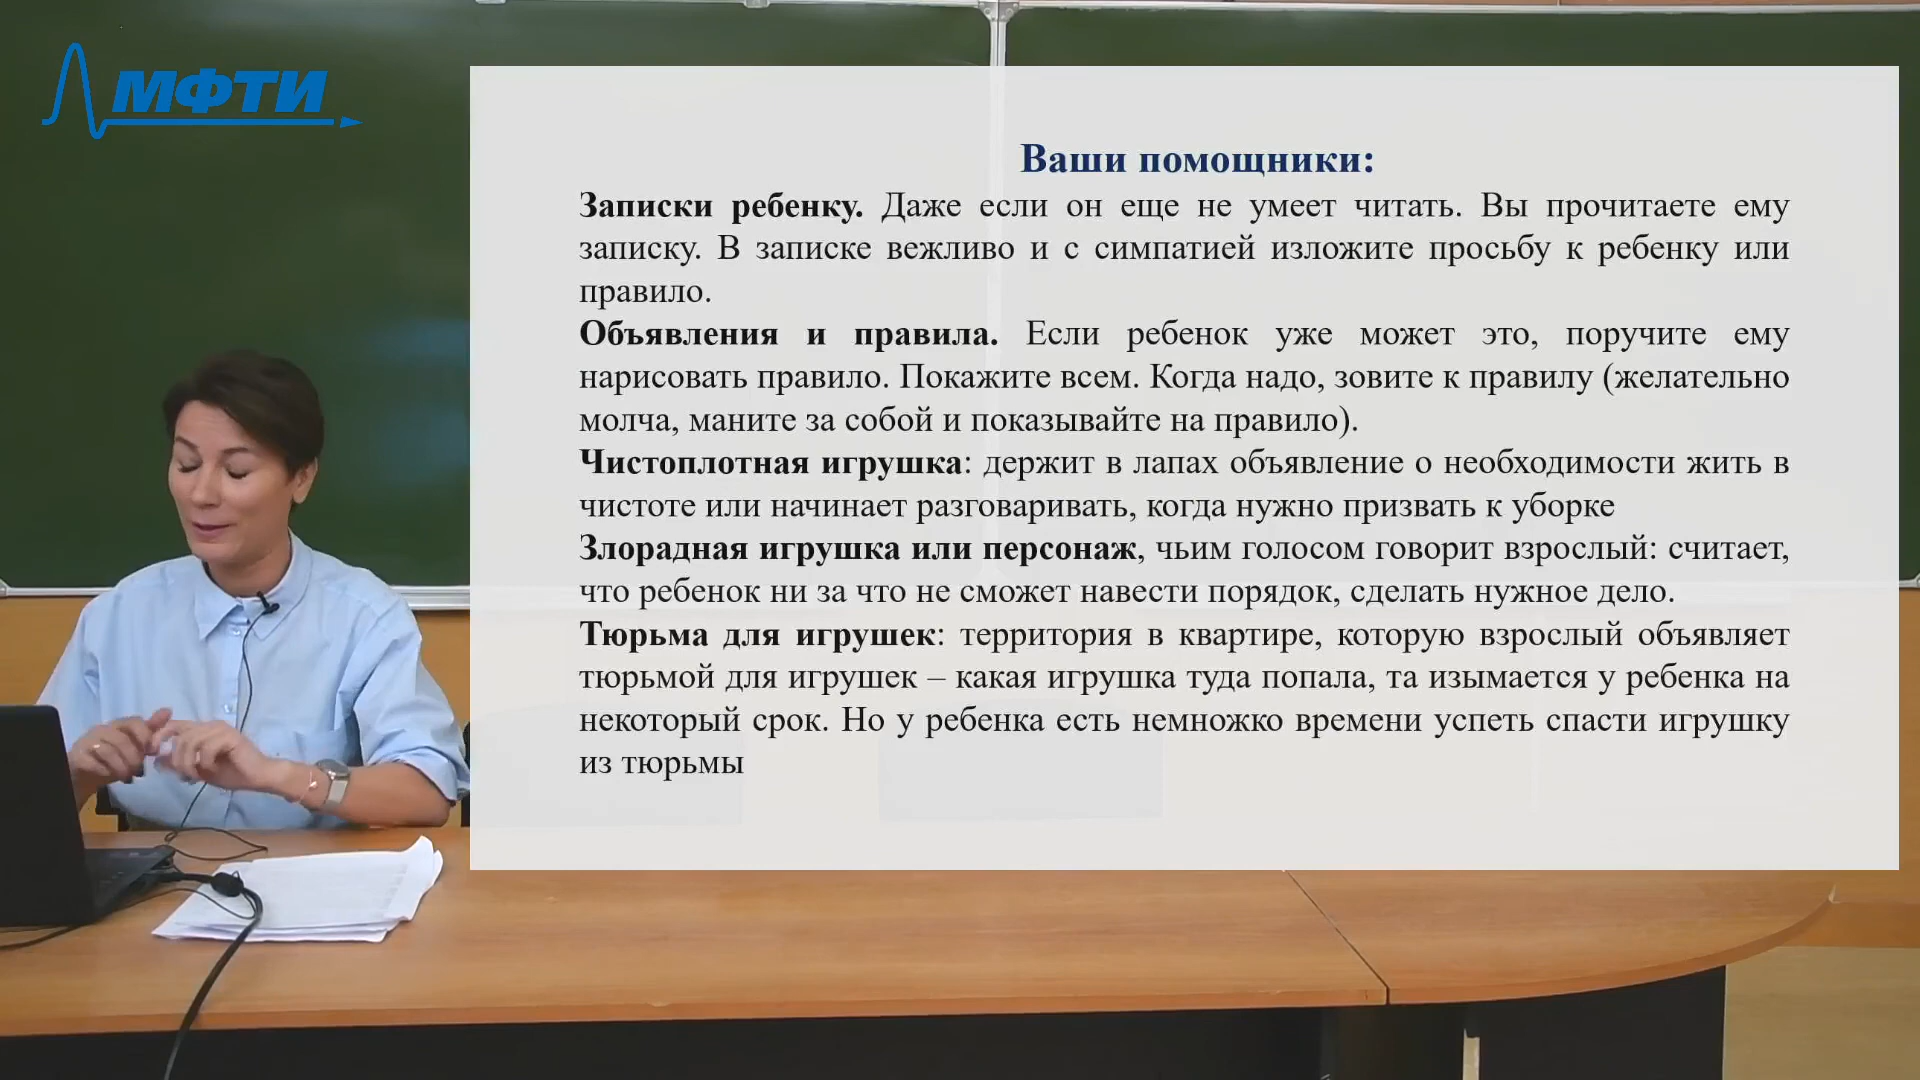 МФТИ
Ваши помощники:
Записки ребенку. Даже если он еще не умеет читать. Вы прочитаете ему
записку. В записке вежливо и с симпатией изложите просьбу к ребенку или
правило.
Объявления и правила. Если ребенок уже может это, поручите ему
нарисовать правило. Покажите всем. Когда надо, зовите к правилу (желательно
молча, маните за собой и показывайте на правило).
Чистоплотная игрушка: держит в лапах объявление о необходимости жить в
чистоте или начинает разговаривать, когда нужно призвать к уборке
Злорадная игрушка или персонаж, чьим голосом говорит взрослый: считает,
что ребенок ни за что не сможет навести порядок, сделать нужное дело.
Тюрьма для игрушек: территория в квартире, которую взрослый объявляет
тюрьмой для игрушек – какая игрушка туда попала, та изымается у ребенка на
некоторый срок. Но у ребенка есть немножко времени успеть спасти игрушку
из тюрьмы